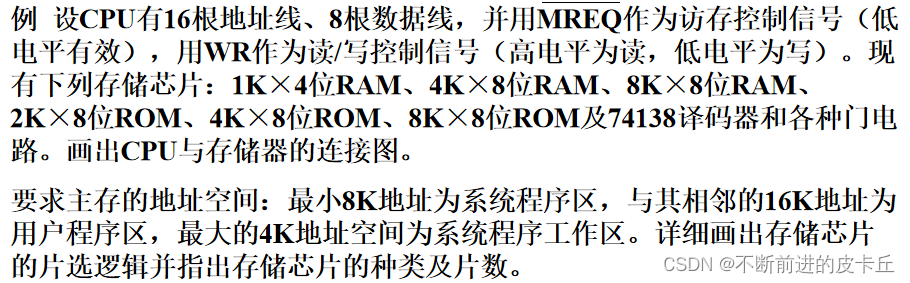 例 设CPU有16根地址线、8根数据线，并用MREQ作为访存控制信号（低
电平有效），用WR作为读/写控制信号（高电平为读，低电平为写）。现
有下列存储芯片：1K×4位RAM、4K×8位RAM、8K×8位RAM、
2K×8位ROM、4K×8位ROM、8K×8位ROM及74138译码器和各种门电
路。画出CPU与存储器的连接图。
要求主存的地址空间：最小8K地址为系统程序区，与其相邻的16K地址为
用户程序区，最大的4K地址空间为系统程序工作区。详细画出存储芯片
的片选逻辑并指出存储芯片的种类及片数。
CSDN @不断前进的皮卡丘